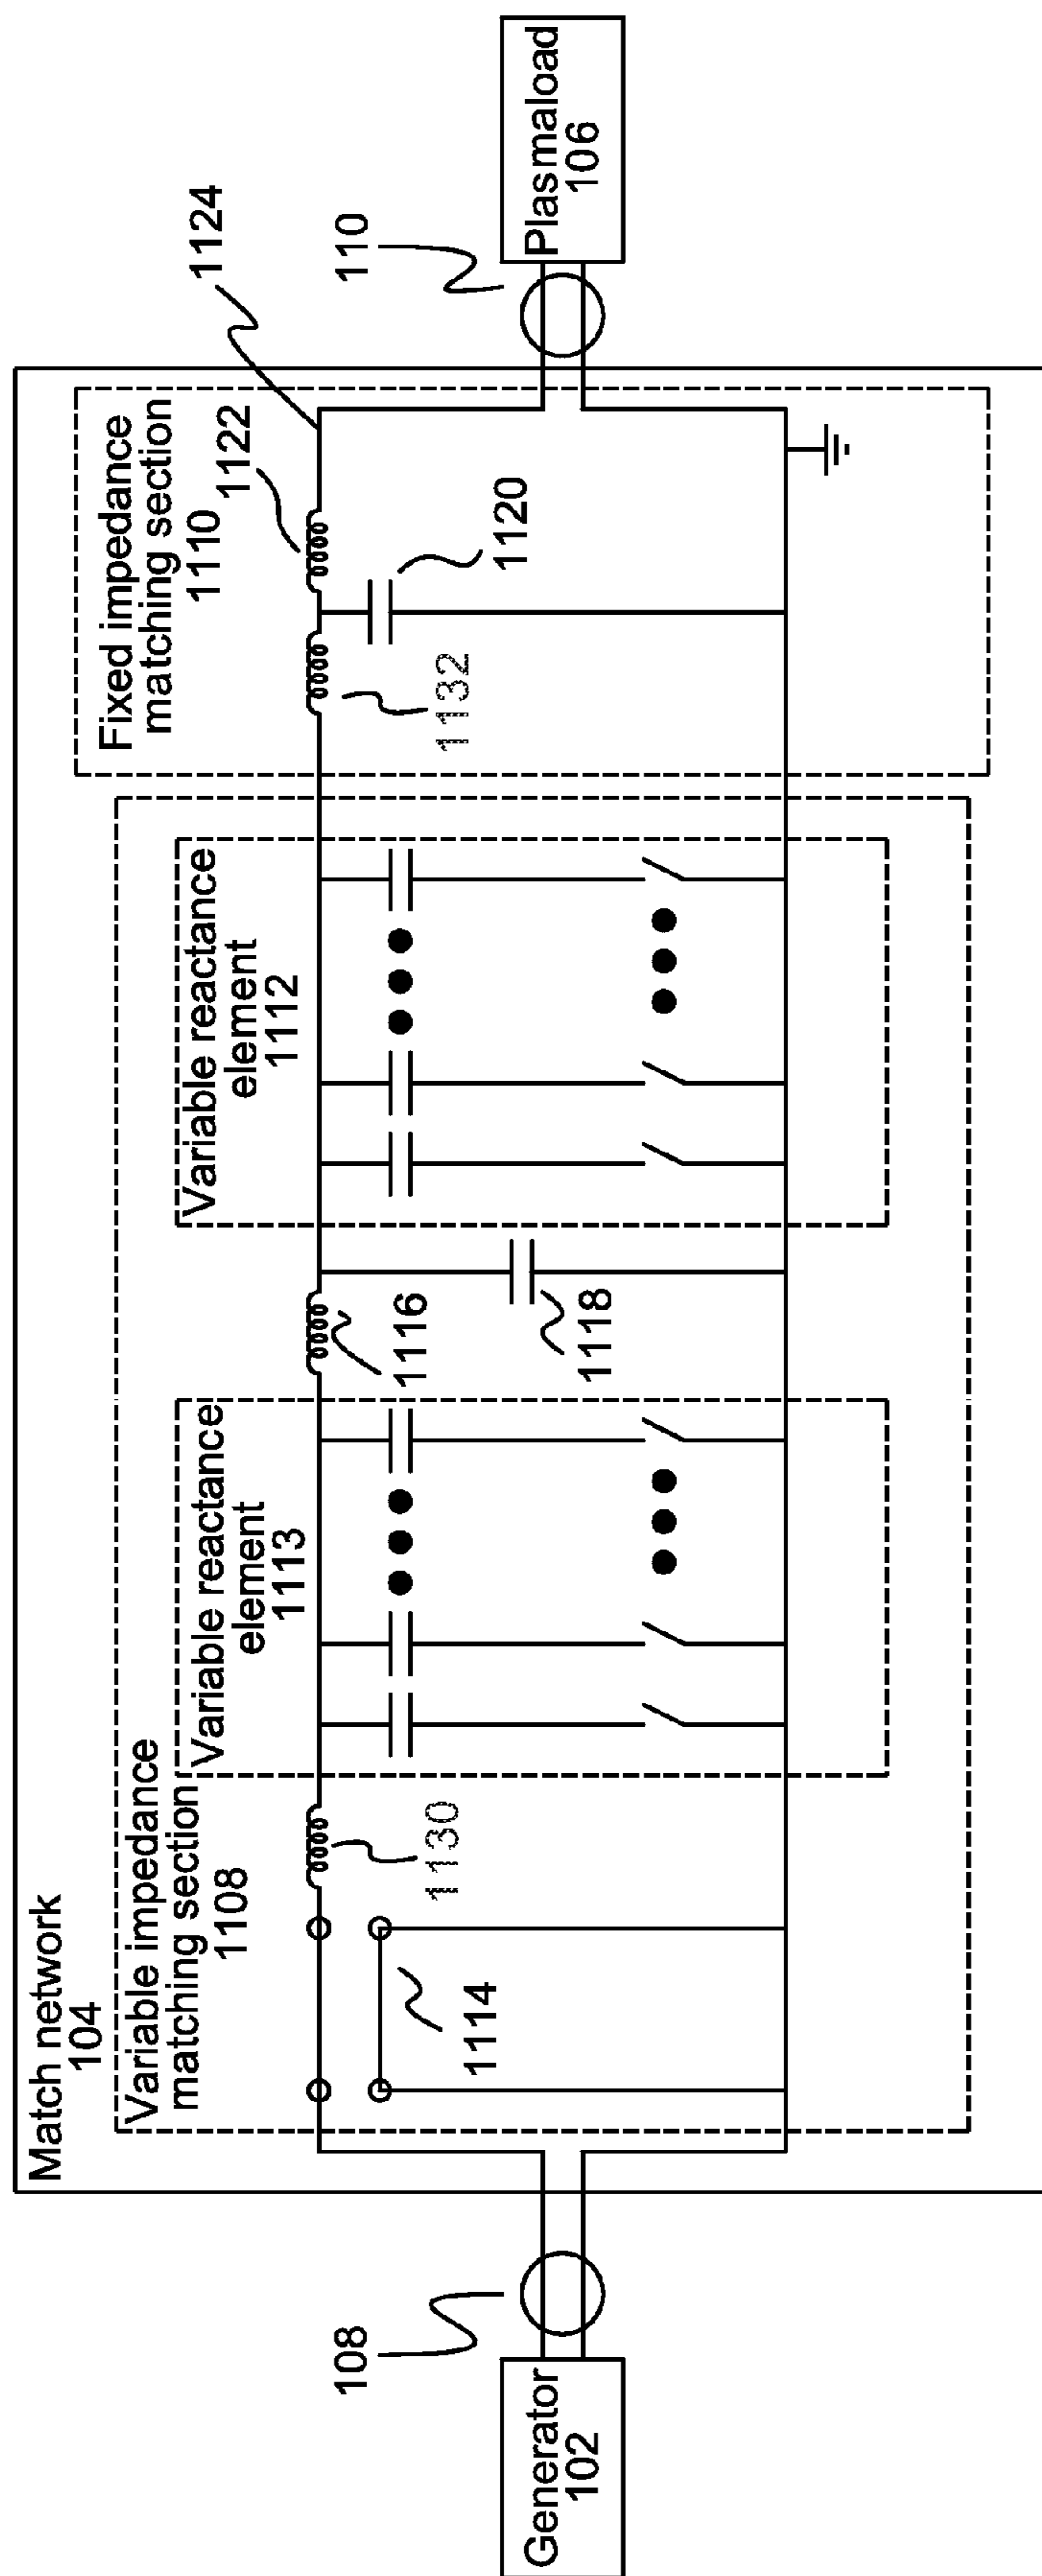 Match network
104
Variable impedance
matching section
1108
Variable reactance
element
1113
Variable reactance
element
1112
Fixed impedance
matching section
1110
1122
1124
110
Plasmaload
106
1120
1132
1116
1118
1130
1114
108
Generator
102